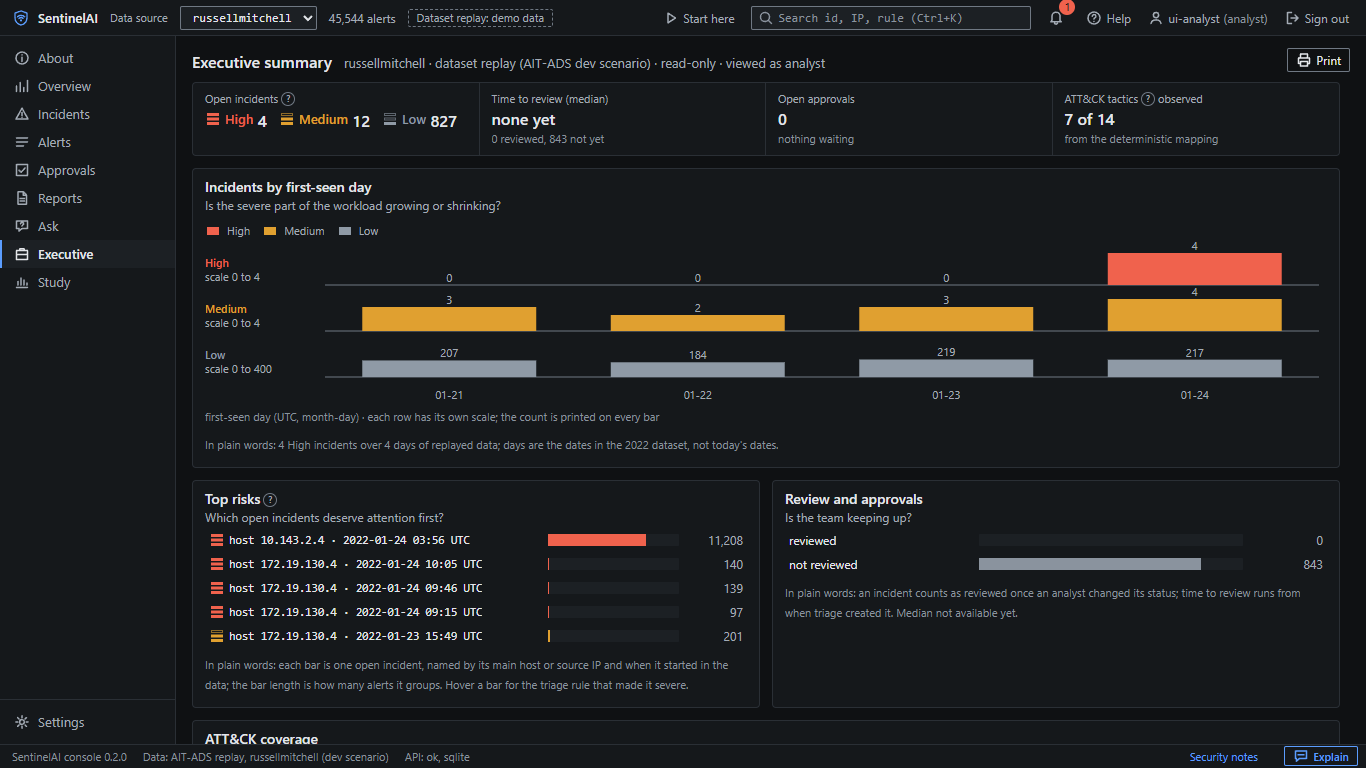 SentinelAI Data source russellmitchell 45,544 alerts Dataset replay: demo data Start here Search id, IP, rule (Ctrl+K) 1 Help ui-analyst (analyst) Sign out
About
Overview
Incidents
Alerts
Approvals
Reports
Ask
Executive
Study
Settings
Executive summary russellmitchell · dataset replay (AIT-ADS dev scenario) · read-only · viewed as analyst Print
Open incidents ?
High 4 Medium 12 Low 827
Time to review (median)
none yet
0 reviewed, 843 not yet
Open approvals
0
nothing waiting
ATT&CK tactics ? observed
7 of 14
from the deterministic mapping
Incidents by first-seen day
Is the severe part of the workload growing or shrinking?
High Medium Low
High
scale 0 to 4
0 0 0 4
Medium
scale 0 to 4
3 2 3 4
Low
scale 0 to 400
207 184 219 217
01-21 01-22 01-23 01-24
first-seen day (UTC, month-day) · each row has its own scale; the count is printed on every bar
In plain words: 4 High incidents over 4 days of replayed data; days are the dates in the 2022 dataset, not today's dates.
Top risks ?
Which open incidents deserve attention first?
host 10.143.2.4 · 2022-01-24 03:56 UTC 11,208
host 172.19.130.4 · 2022-01-24 10:05 UTC 140
host 172.19.130.4 · 2022-01-24 09:46 UTC 139
host 172.19.130.4 · 2022-01-24 09:15 UTC 97
host 172.19.130.4 · 2022-01-23 15:49 UTC 201
In plain words: each bar is one open incident, named by its main host or source IP and when it started in the
data; the bar length is how many alerts it groups. Hover a bar for the triage rule that made it severe.
Review and approvals
Is the team keeping up?
reviewed 0
not reviewed 843
In plain words: an incident counts as reviewed once an analyst changed its status; time to review runs from
when triage created it. Median not available yet.
ATT&CK coverage
SentinelAI console 0.2.0 Data: AIT-ADS replay, russellmitchell (dev scenario) API: ok, sqlite Security notes Explain